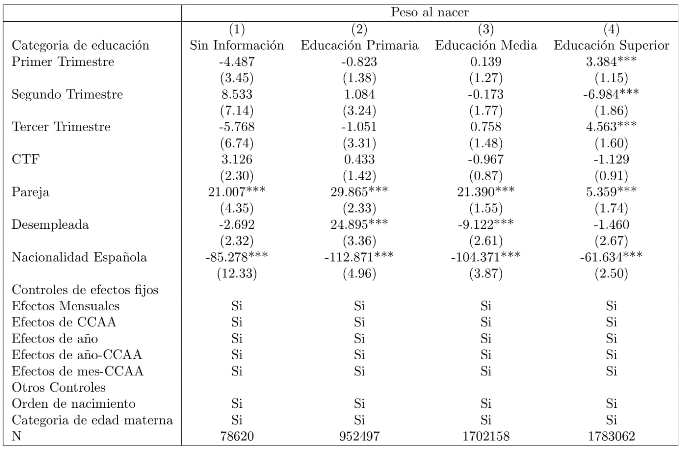 Peso al nacer
(1) (2) (3) (4)
Categoria de educación Sin Información Educación Primaria Educación Media Educación Superior
Primer Trimestre -4.487 -0.823 0.139 3.384***
(3.45) (1.38) (1.27) (1.15)
Segundo Trimestre 8.533 1.084 -0.173 -6.984***
(7.14) (3.24) (1.77) (1.86)
Tercer Trimestre -5.768 -1.051 0.758 4.563***
(6.74) (3.31) (1.48) (1.60)
CTF 3.126 0.433 -0.967 -1.129
(2.30) (1.42) (0.87) (0.91)
Pareja 21.007*** 29.865*** 21.390*** 5.359***
(4.35) (2.33) (1.55) (1.74)
Desempleada -2.692 24.895*** -9.122*** -1.460
(2.32) (3.36) (2.61) (2.67)
Nacionalidad Española -85.278*** -112.871*** -104.371*** -61.634***
(12.33) (4.96) (3.87) (2.50)
Controles de efectos fijos
Efectos Mensuales Si Si Si Si
Efectos de CCAA Si Si Si Si
Efectos de año Si Si Si Si
Efectos de año-CCAA Si Si Si Si
Efectos de mes-CCAA Si Si Si Si
Otros Controles
Orden de nacimiento Si Si Si Si
Categoria de edad materna Si Si Si Si
N 78620 952497 1702158 1783062